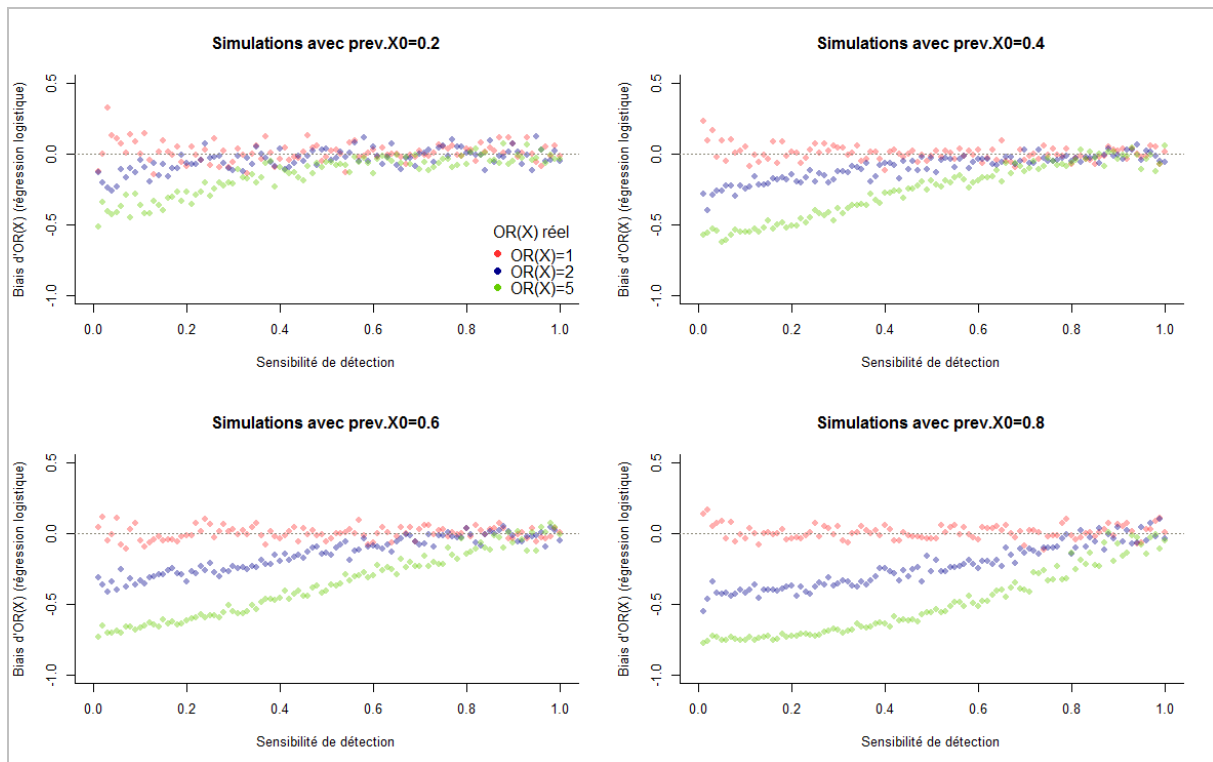 Simulations avec prev.X0=0.2
Biais d'OR(X) (régression logistique)
0.5
0.0
-0.5
-1.0
OR(X) réel
OR(X)=1
OR(X)=2
OR(X)=5
0.0 0.2 0.4 0.6 0.8 1.0
Sensibilité de détection
Simulations avec prev.X0=0.4
Biais d'OR(X) (régression logistique)
0.5
0.0
-0.5
-1.0
0.0 0.2 0.4 0.6 0.8 1.0
Sensibilité de détection
Simulations avec prev.X0=0.6
Biais d'OR(X) (régression logistique)
0.5
0.0
-0.5
-1.0
0.0 0.2 0.4 0.6 0.8 1.0
Sensibilité de détection
Simulations avec prev.X0=0.8
Biais d'OR(X) (régression logistique)
0.5
0.0
-0.5
-1.0
0.0 0.2 0.4 0.6 0.8 1.0
Sensibilité de détection